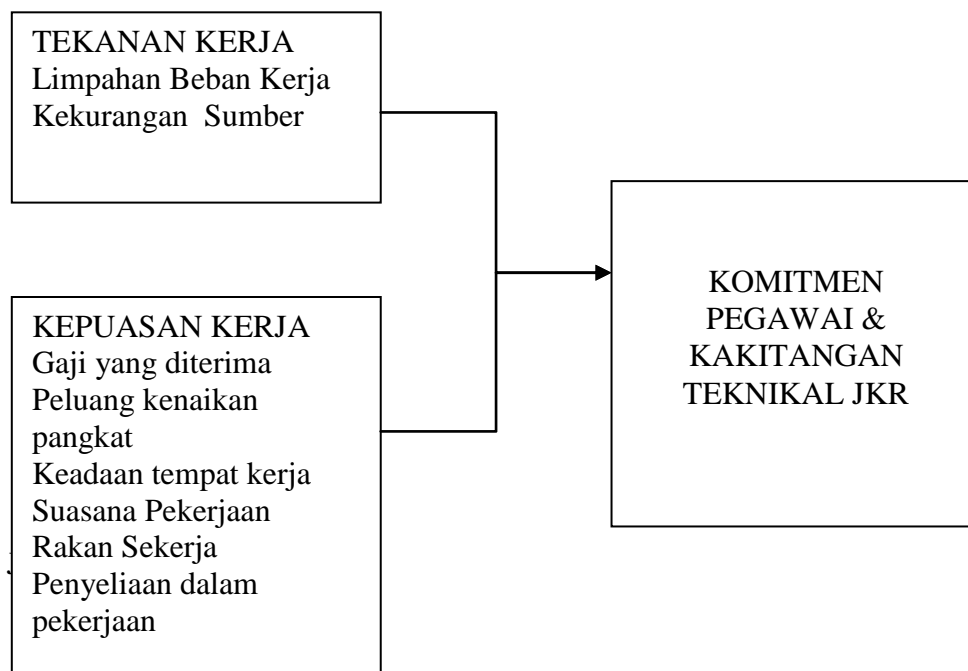 TEKANAN KERJA
Limpahan Beban Kerja
Kekurangan Sumber
KEPUASAN KERJA
Gaji yang diterima
Peluang kenaikan
pangkat
Keadaan tempat kerja
Suasana Pekerjaan
Rakan Sekerja
Penyeliaan dalam
pekerjaan
KOMITMEN
PEGAWAI &
KAKITANGAN
TEKNIKAL JKR